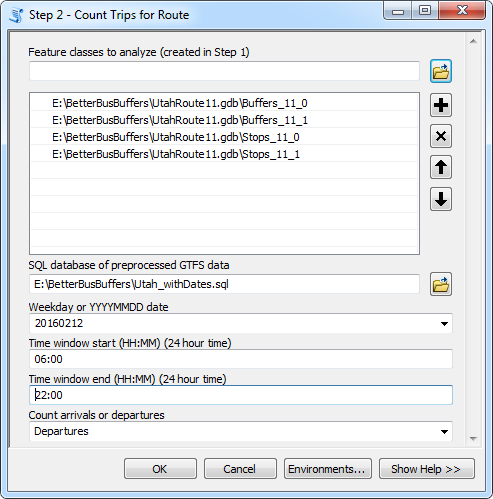 Step 2 - Count Trips for Route
Feature classes to analyze (created in Step 1)
E:\BetterBusBuffers\UtahRoute11.gdb\Buffers_11_0
E:\BetterBusBuffers\UtahRoute11.gdb\Buffers_11_1
E:\BetterBusBuffers\UtahRoute11.gdb\Stops_11_0
E:\BetterBusBuffers\UtahRoute11.gdb\Stops_11_1
SQL database of preprocessed GTFS data
E:\BetterBusBuffers\Utah_withDates.sql
Weekday or YYYYMMDD date
20160212
Time window start (HH:MM) (24 hour time)
06:00
Time window end (HH:MM) (24 hour time)
22:00
Count arrivals or departures
Departures
OK Cancel Environments... Show Help >>